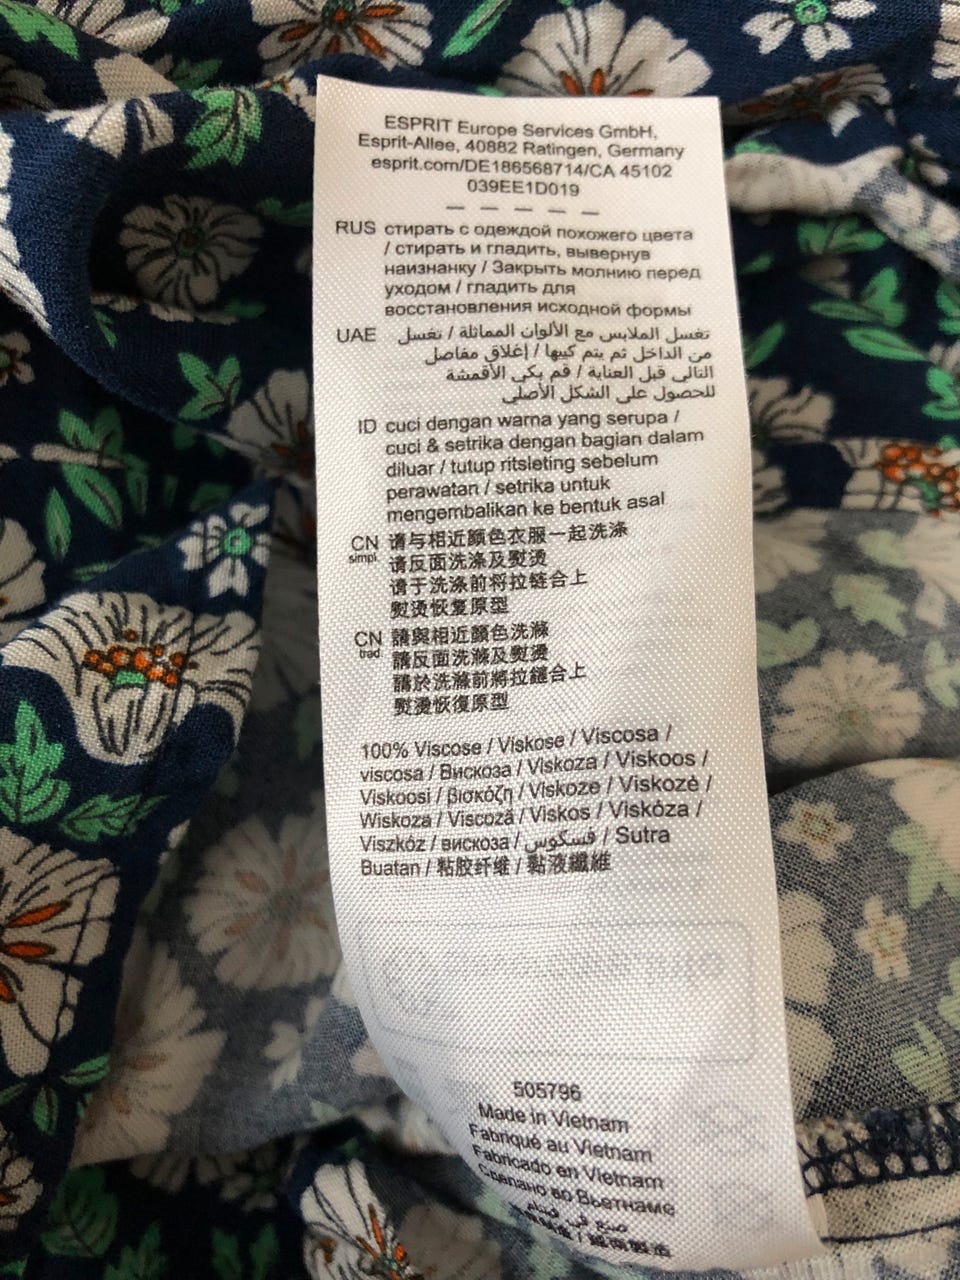 ESPRIT Europe Services GmbH,
Esprit-Allee, 40882 Ratingen, Germany
esprit.com/DE186568714/CA 45102
039EE1D019
— — — — —
RUS стирать с одеждой похожего цвета
/ стирать и гладить, вывернув
наизнанку / Закрыть молнию перед
уходом / гладить для
восстановления исходной формы
UAE تغسل الملابس مع الألوان المماثلة / تغسل
من الداخل ثم يتم كيها / إغلاق مفاصل
التالي قبل العناية / قم بكي الأقمشة
للحصول على الشكل الأصلي
ID cuci dengan warna yang serupa /
cuci & setrika dengan bagian dalam
diluar / tutup ritsleting sebelum
perawatan / setrika untuk
mengembalikan ke bentuk asal
CN simpl. 请与相近顏色衣服一起洗涤
请反面洗涤及熨烫
请于洗涤前将拉链合上
熨烫恢复原型
CN trad. 請與相近顏色洗滌
請反面洗滌及熨燙
請於洗滌前將拉鏈合上
熨燙恢復原型
100% Viscose / Viskose / Viscosa /
viscosa / Вискоза / Viskoza / Viskoos /
Viskoosi / βισκόζη / Viskoze / Viskozė /
Wiskoza / Viscoză / Viskos / Viskóza /
Viszkóz / вискоза / فسكوس / Sutra
Buatan / 粘胶纤维 / 黏液纖維
505796
Made in Vietnam
Fabriqué au Vietnam
Fabricado en Vietnam
Сделано во Вьетнаме
صنع في فيتنام